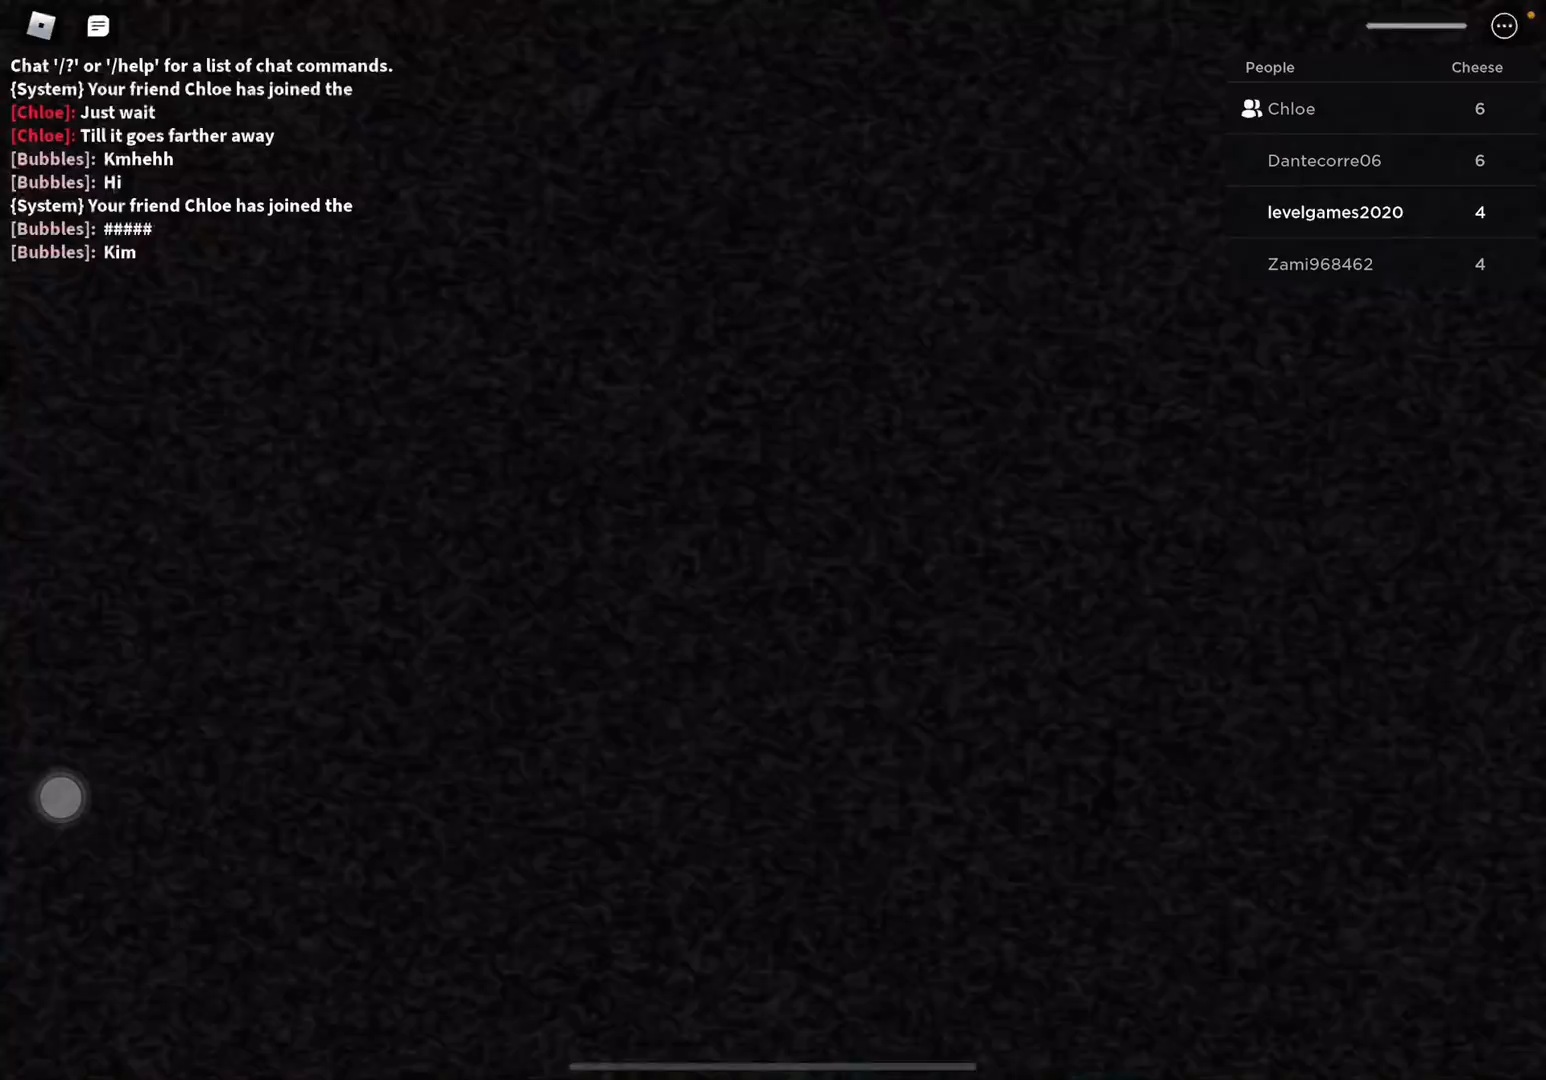 Chat '/?' or '/help' for a list of chat commands.
{System} Your friend Chloe has joined the
[Chloe]: Just wait
[Chloe]: Till it goes farther away
[Bubbles]: Kmhehh
[Bubbles]: Hi
{System} Your friend Chloe has joined the
[Bubbles]: #####
[Bubbles]: Kim
People Cheese
Chloe 6
Dantecorre06 6
levelgames2020 4
Zami968462 4